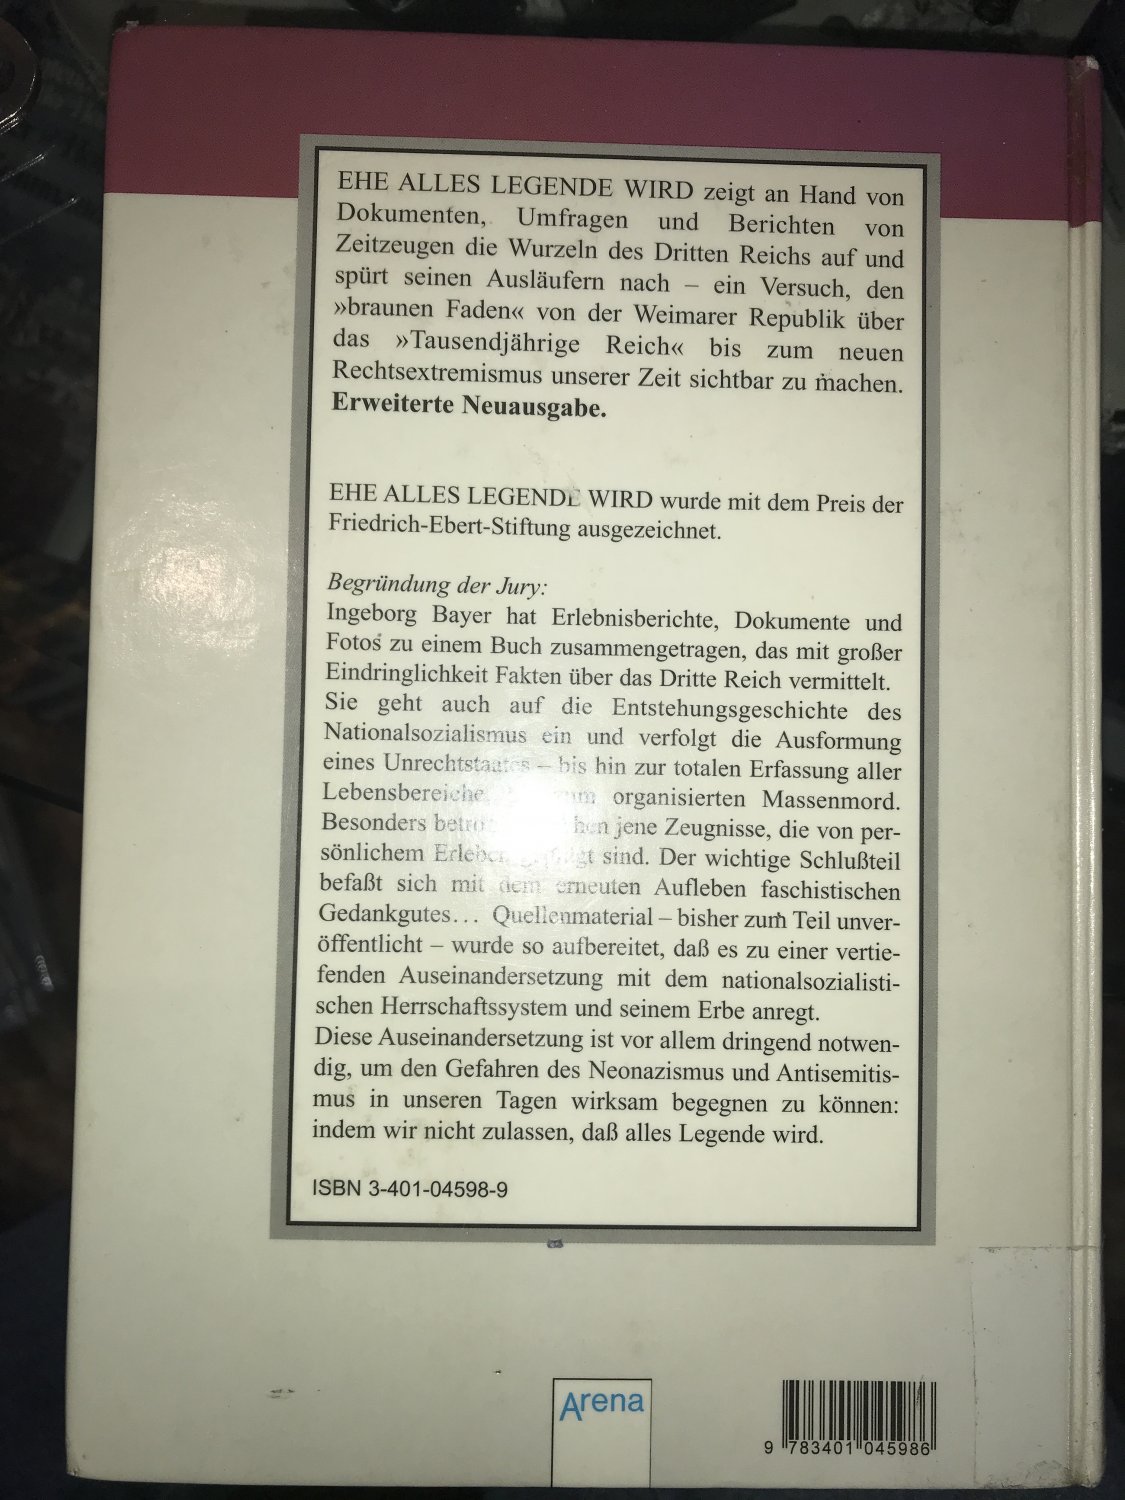 EHE ALLES LEGENDE WIRD zeigt an Hand von
Dokumenten, Umfragen und Berichten von
Zeitzeugen die Wurzeln des Dritten Reichs auf und
spürt seinen Ausläufern nach – ein Versuch, den
»braunen Faden« von der Weimarer Republik über
das »Tausendjährige Reich« bis zum neuen
Rechtsextremismus unserer Zeit sichtbar zu machen.
Erweiterte Neuausgabe.
EHE ALLES LEGENDE WIRD wurde mit dem Preis der
Friedrich-Ebert-Stiftung ausgezeichnet.
Begründung der Jury:
Ingeborg Bayer hat Erlebnisberichte, Dokumente und
Fotos zu einem Buch zusammengetragen, das mit großer
Eindringlichkeit Fakten über das Dritte Reich vermittelt.
Sie geht auch auf die Entstehungsgeschichte des
Nationalsozialismus ein und verfolgt die Ausformung
eines Unrechtstaates – bis hin zur totalen Erfassung aller
Lebensbereiche zum organisierten Massenmord.
Besonders jene Zeugnisse, die von per-
sönlichem Erleben sind. Der wichtige Schlußteil
befaßt sich mit dem erneuten Aufleben faschistischen
Gedankgutes... Quellenmaterial – bisher zum Teil unver-
öffentlicht – wurde so aufbereitet, daß es zu einer vertie-
fenden Auseinandersetzung mit dem nationalsozialisti-
schen Herrschaftssystem und seinem Erbe anregt.
Diese Auseinandersetzung ist vor allem dringend notwen-
dig, um den Gefahren des Neonazismus und Antisemitis-
mus in unseren Tagen wirksam begegnen zu können:
indem wir nicht zulassen, daß alles Legende wird.
ISBN 3-401-04598-9
Arena
9 783401 045986